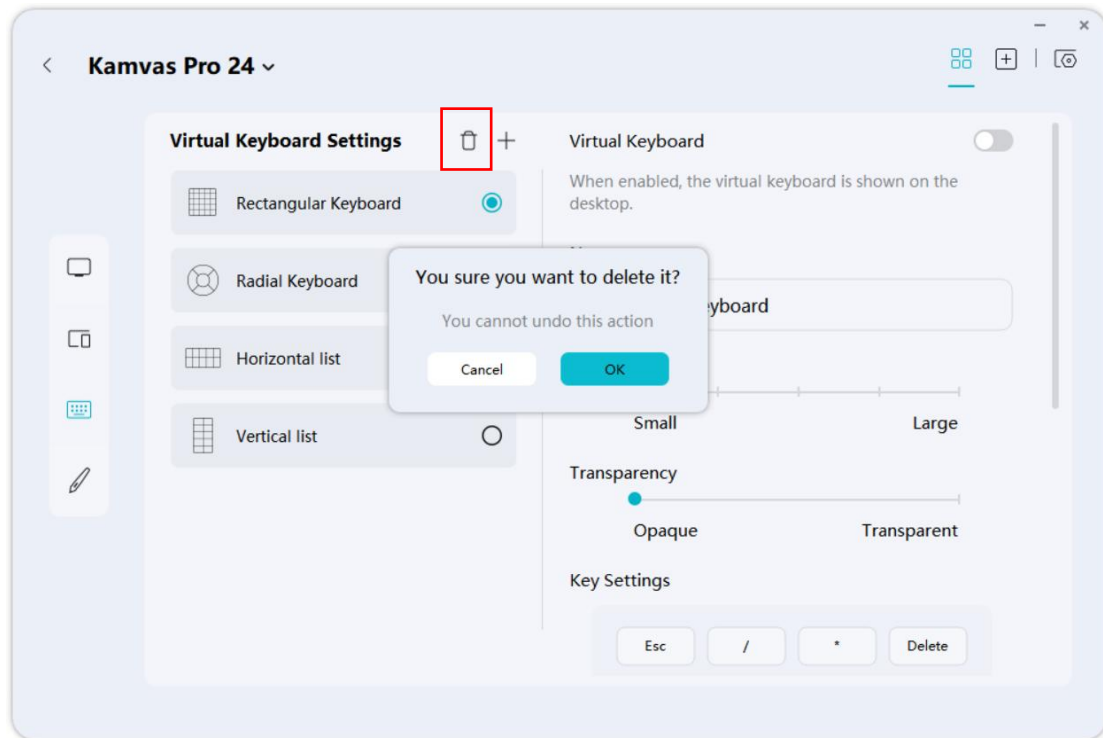 Kamvas Pro 24
Virtual Keyboard Settings
Rectangular Keyboard
Radial Keyboard
Horizontal list
Vertical list
Virtual Keyboard
When enabled, the virtual keyboard is shown on the
desktop.
You sure you want to delete it?
You cannot undo this action
Cancel
OK
Small
Large
Transparency
Opaque
Transparent
Key Settings
Esc
/
*
Delete